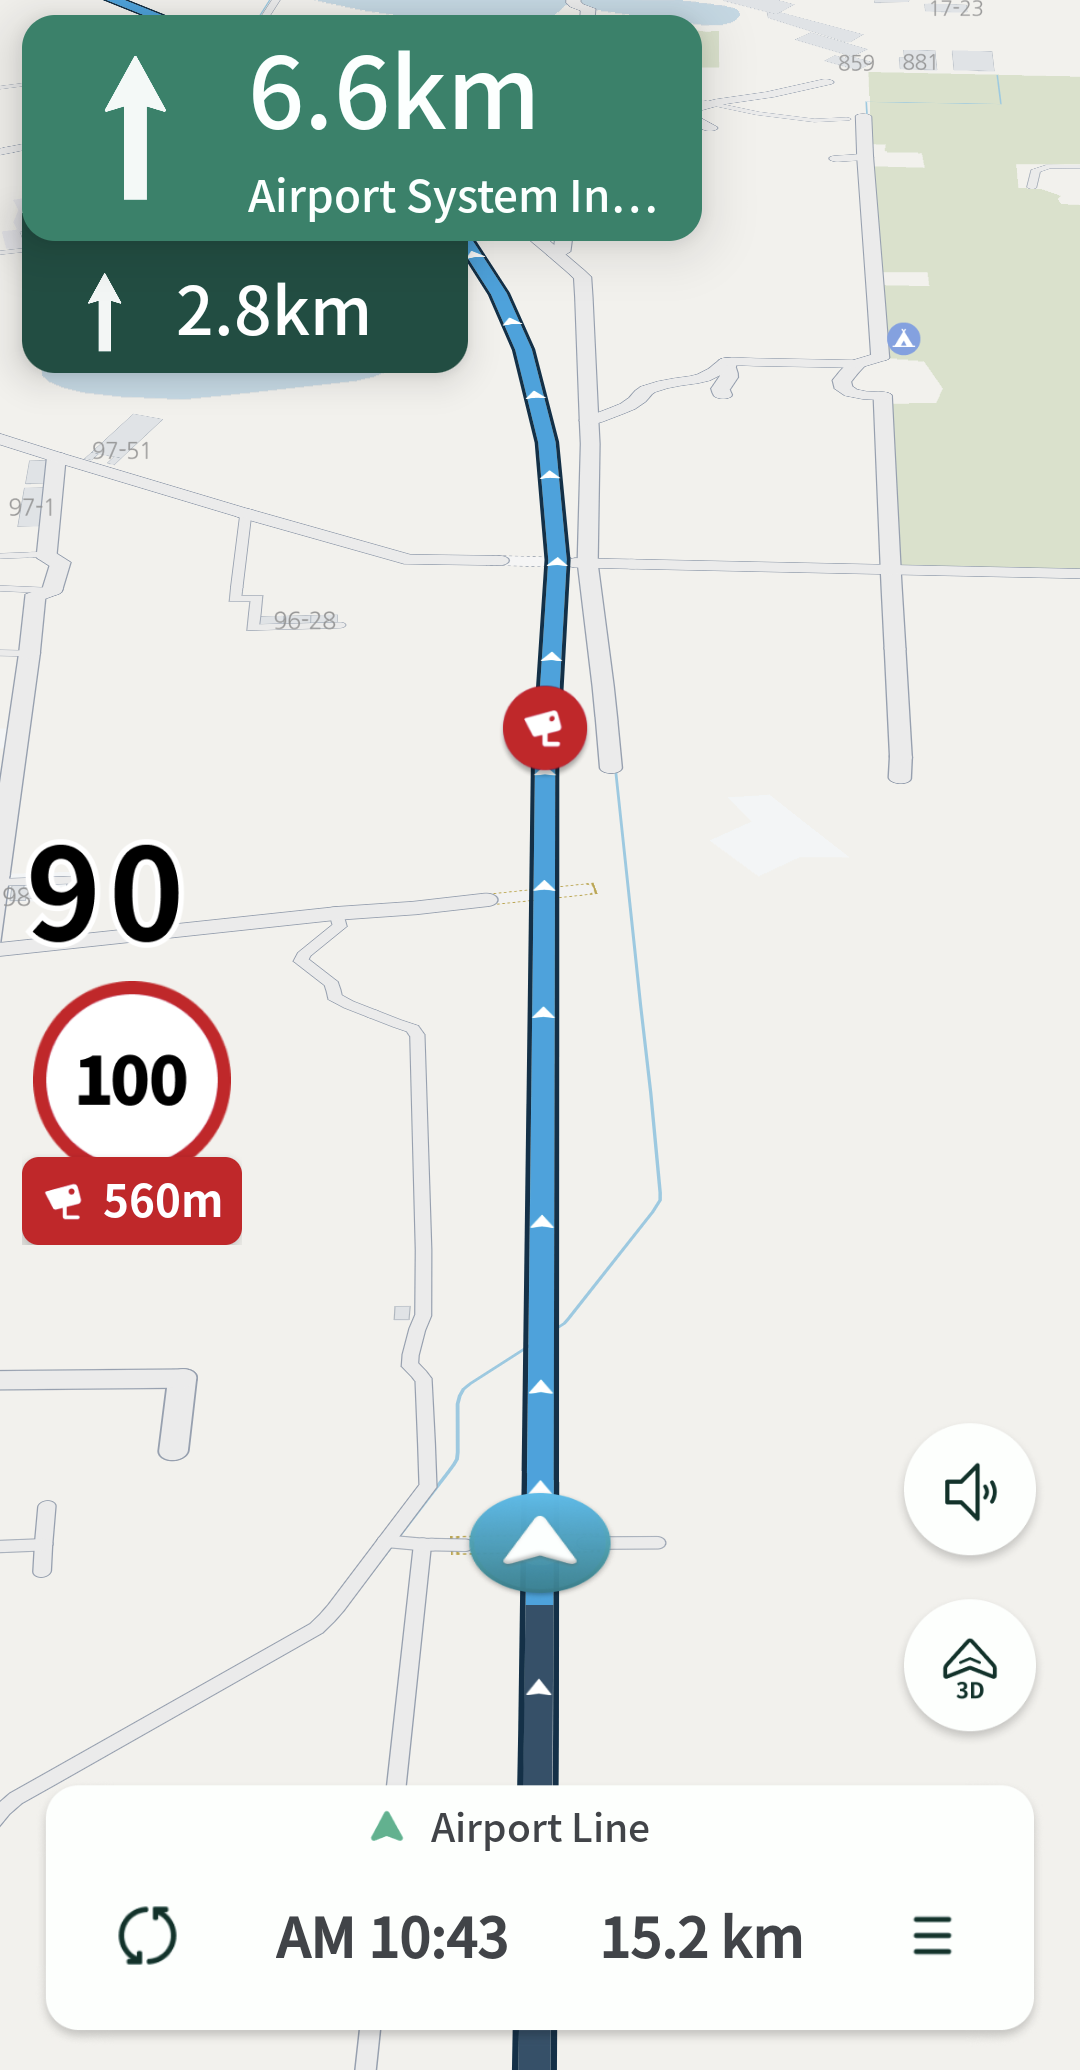 17-23
859
881
6.6km
Airport System In...
2.8km
97-51
97-1
96-28
90
98
100
560m
3D
Airport Line
AM 10:43
15.2 km